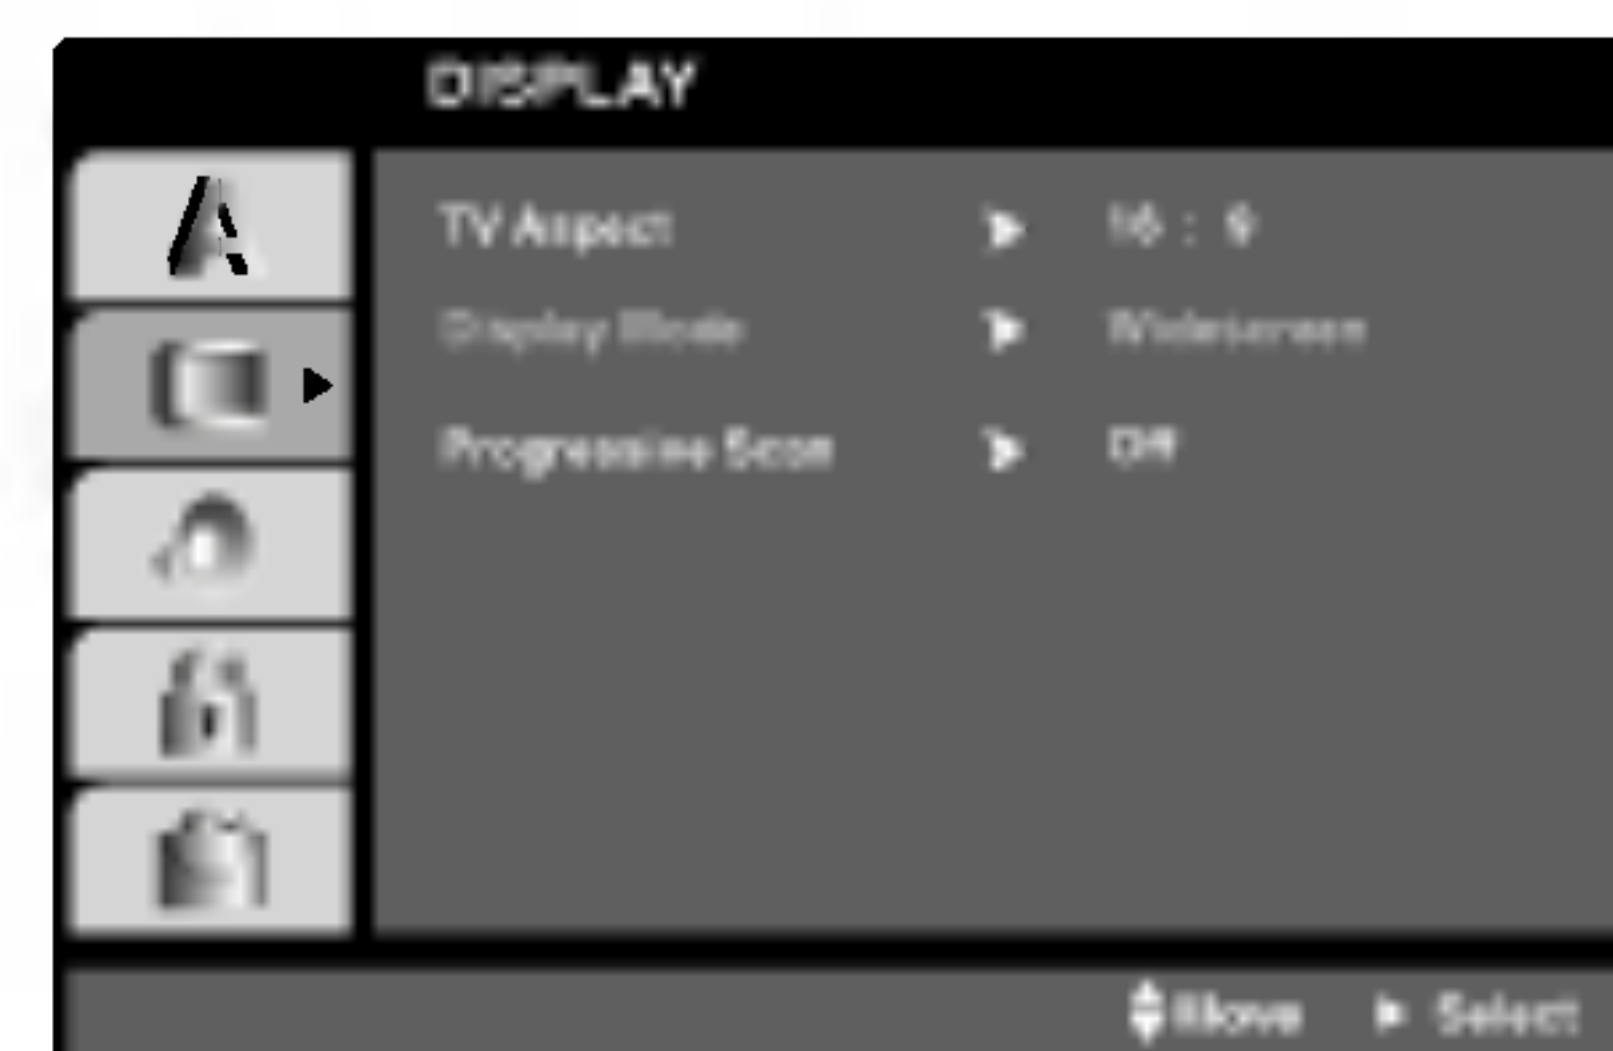 DISPLAY
TV Aspect 16 : 9
Display Mode Widescreen
Progressive Scan Off
Move Select